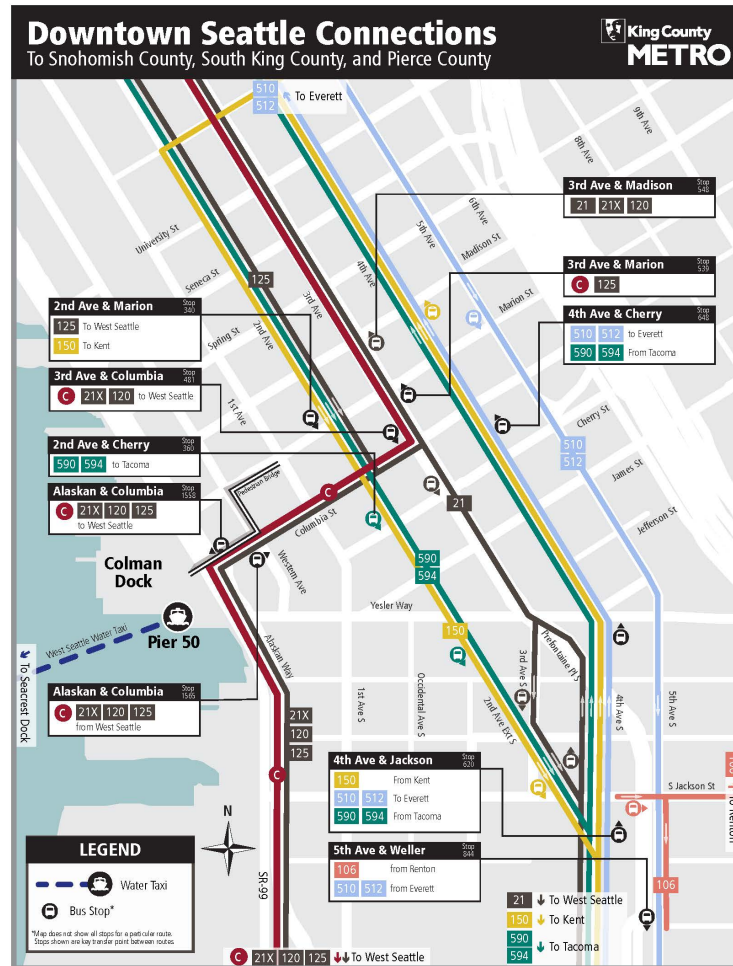 Downtown Seattle Connections
To Snohomish County, South King County, and Pierce County
King County
METRO
510
512
To Everett
9th Ave
8th Ave
6th Ave
5th Ave
4th Ave
3rd Ave
2nd Ave
1st Ave
University St
Seneca St
Spring St
Madison St
Marion St
Cherry St
James St
Jefferson St
Columbia St
125
3rd Ave & Madison
Stop
548
21 21X 120
3rd Ave & Marion
Stop
539
C 125
4th Ave & Cherry
Stop
648
510 512 to Everett
590 594 From Tacoma
2nd Ave & Marion
Stop
340
125 To West Seattle
150 To Kent
3rd Ave & Columbia
Stop
481
C 21X 120 to West Seattle
2nd Ave & Cherry
Stop
360
590 594 to Tacoma
Alaskan & Columbia
Stop
1558
C 21X 120 125
to West Seattle
Pedestrian Bridge
C
21
510
512
Colman
Dock
Western Ave
590
594
Yesler Way
Pier 50
West Seattle Water Taxi
To Seacrest Dock
150
Alaskan Way
Prefontaine Pl S
3rd Ave S
1st Ave S
Occidental Ave S
2nd Ave Ext S
4th Ave S
5th Ave S
Alaskan & Columbia
Stop
1565
C 21X 120 125
from West Seattle
21X
120
125
C
4th Ave & Jackson
Stop
620
150 From Kent
510 512 To Everett
590 594 From Tacoma
S Jackson St
5th Ave & Weller
Stop
844
106 from Renton
510 512 from Everett
106
N
SR-99
LEGEND
Water Taxi
Bus Stop*
*Map does not show all stops for a particular route.
Stops shown are key transfer point between routes.
21 To West Seattle
150 To Kent
590
594
To Tacoma
C 21X 120 125 To West Seattle